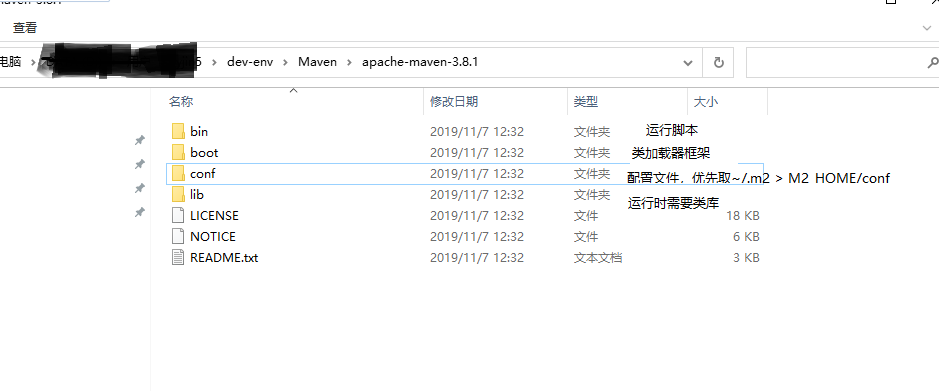 查看
电脑 > dev-env > Maven > apache-maven-3.8.1
名称 修改日期 类型 大小
bin 2019/11/7 12:32 文件夹 运行脚本
boot 2019/11/7 12:32 文件夹 类加载器框架
conf 2019/11/7 12:32 文件夹 配置文件，优先取~/.m2 > M2 HOME/conf
lib 2019/11/7 12:32 文件夹 运行时需要类库
LICENSE 2019/11/7 12:32 文件 18 KB
NOTICE 2019/11/7 12:32 文件 6 KB
README.txt 2019/11/7 12:32 文本文档 3 KB